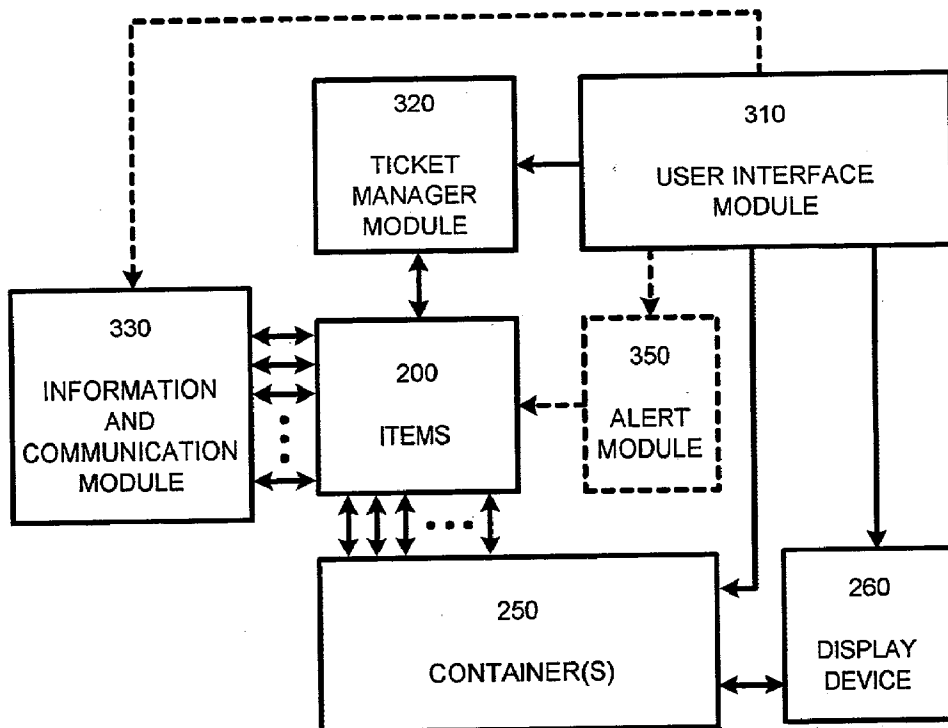 320
TICKET
MANAGER
MODULE
310
USER INTERFACE
MODULE
330
INFORMATION
AND
COMMUNICATION
MODULE
200
ITEMS
350
ALERT
MODULE
250
CONTAINER(S)
260
DISPLAY
DEVICE